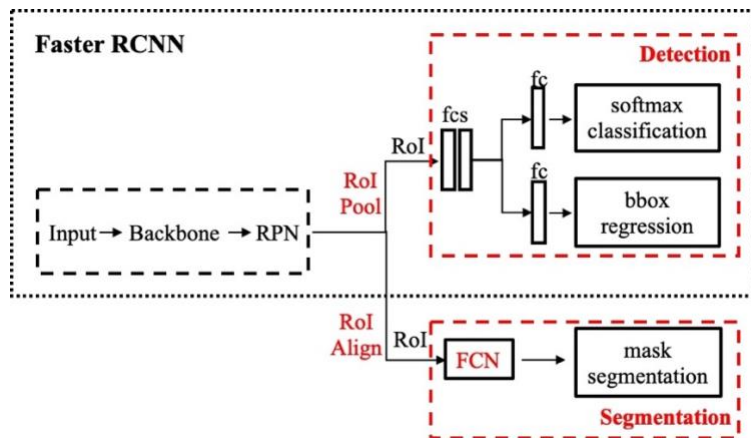 Faster RCNN
Detection
fc
softmax
classification
fcs
RoI
fc
RoI
Pool
bbox
regression
Input → Backbone → RPN
RoI
Align
RoI
FCN
mask
segmentation
Segmentation